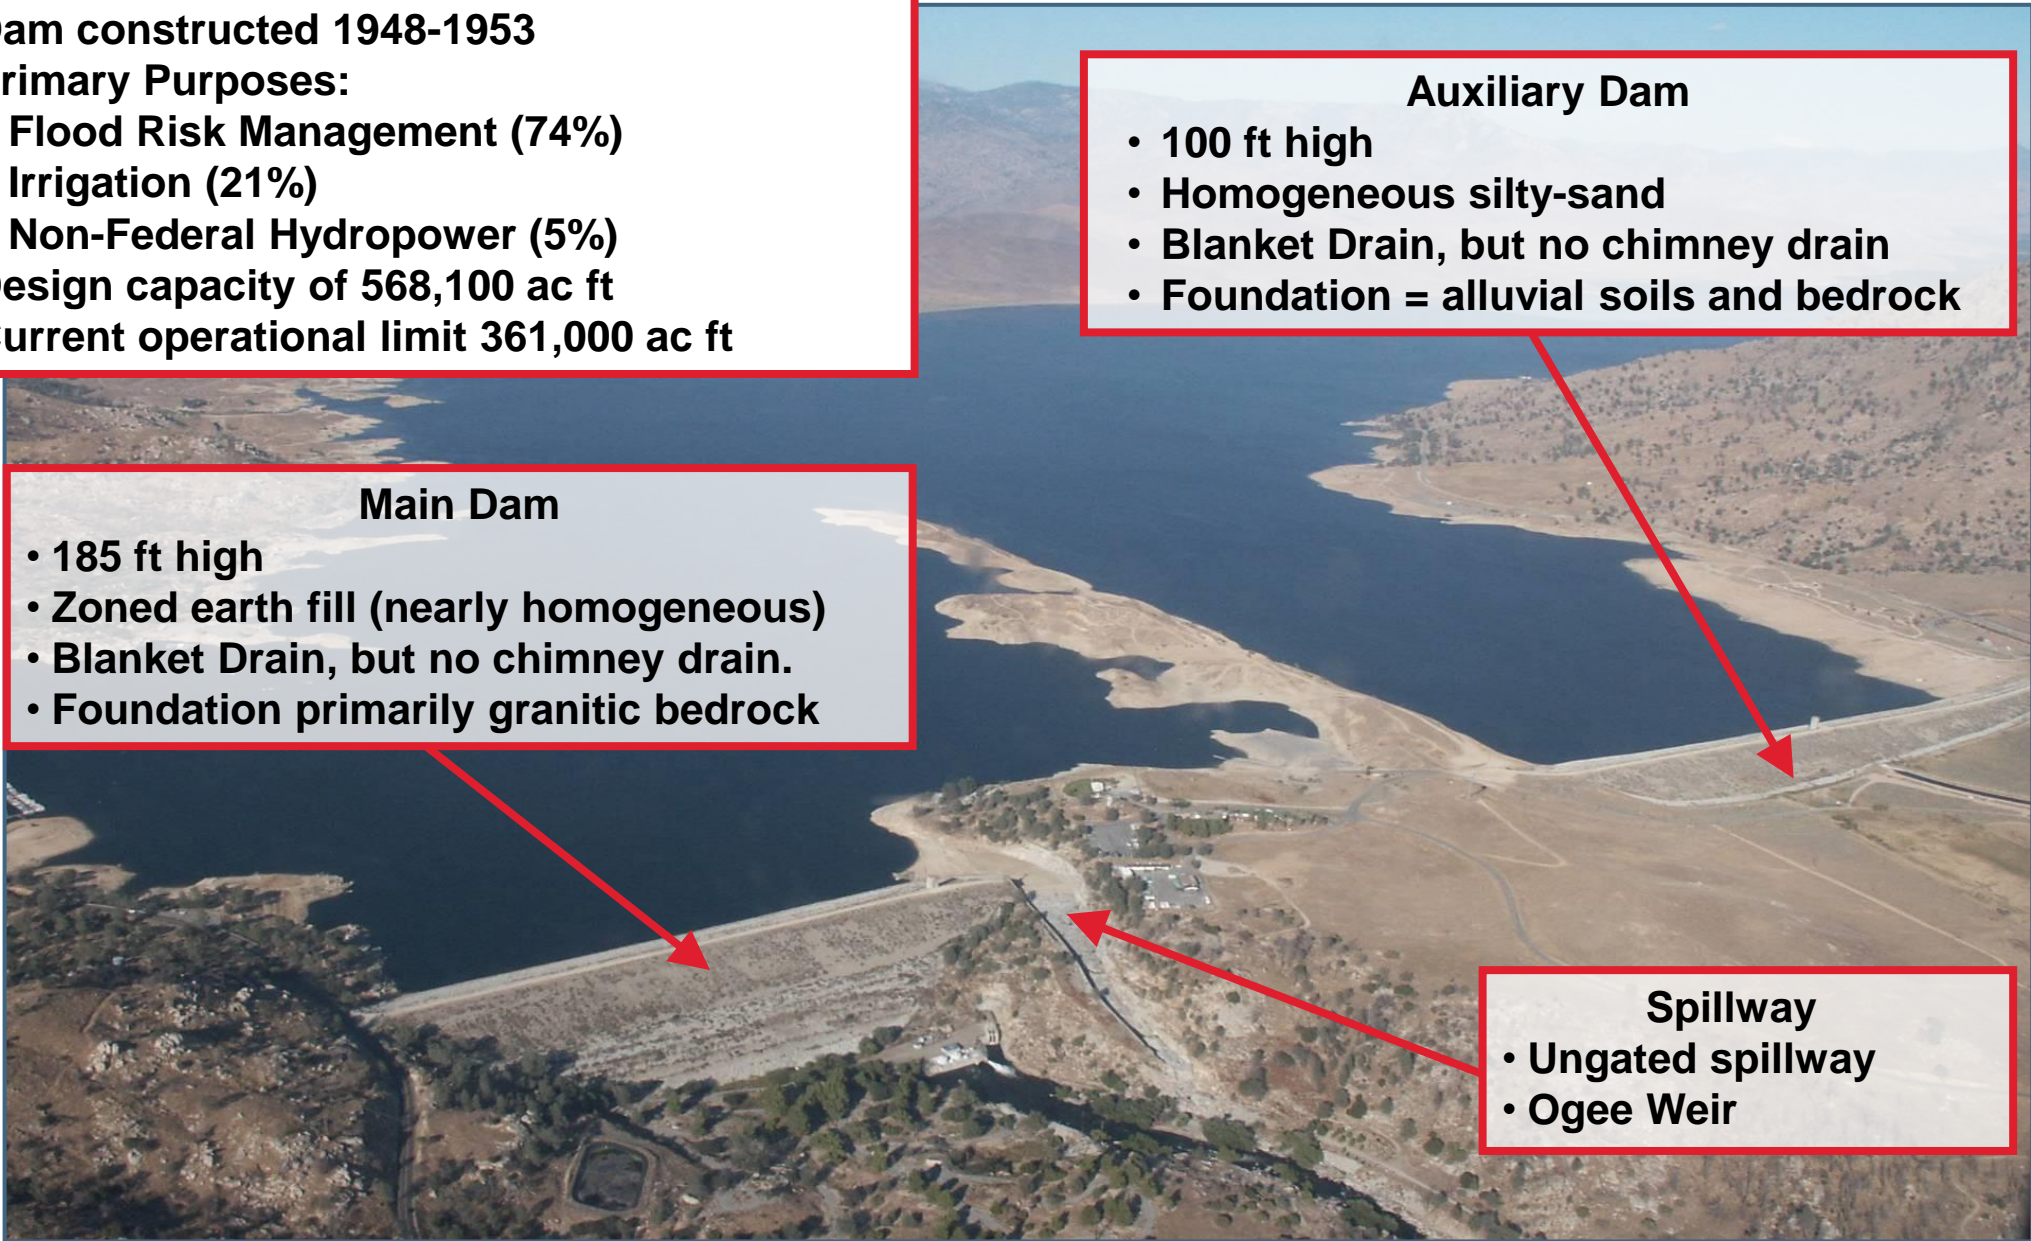 am constructed 1948-1953
rimary Purposes:
Flood Risk Management (74%)
Irrigation (21%)
Non-Federal Hydropower (5%)
esign capacity of 568,100 ac ft
urrent operational limit 361,000 ac ft
Auxiliary Dam
• 100 ft high
• Homogeneous silty-sand
• Blanket Drain, but no chimney drain
• Foundation = alluvial soils and bedrock
Main Dam
• 185 ft high
• Zoned earth fill (nearly homogeneous)
• Blanket Drain, but no chimney drain.
• Foundation primarily granitic bedrock
Spillway
• Ungated spillway
• Ogee Weir